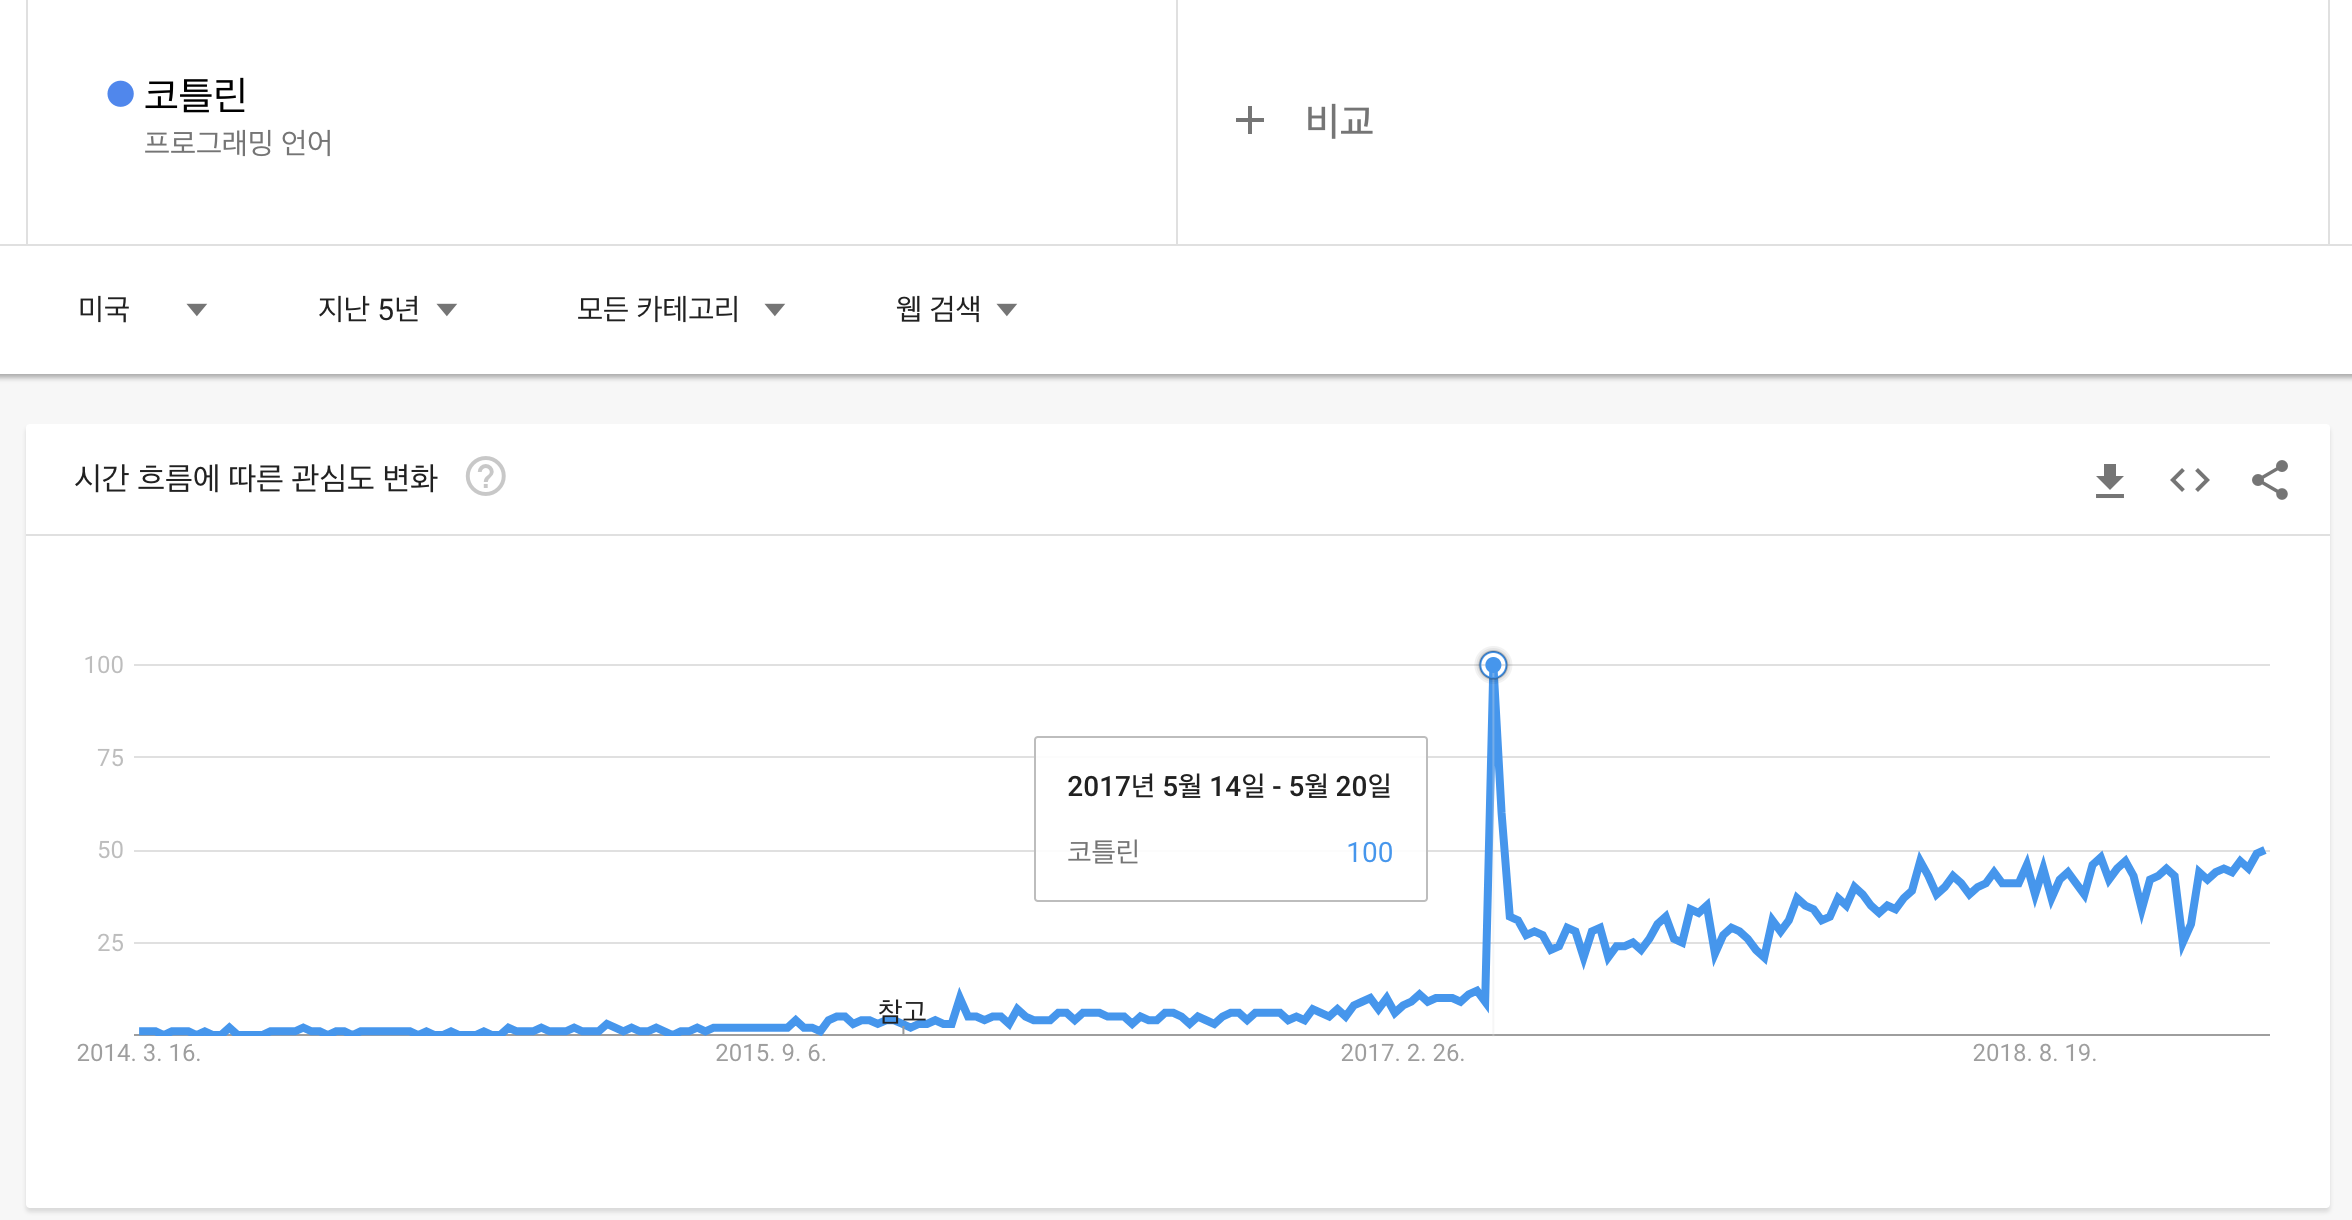 코틀린
프로그래밍 언어
+ 비교
미국 지난 5년 모든 카테고리 웹 검색
시간 흐름에 따른 관심도 변화 ?
100
75
50
25
2017년 5월 14일 - 5월 20일
코틀린 100
참고
2014. 3. 16. 2015. 9. 6. 2017. 2. 26. 2018. 8. 19.